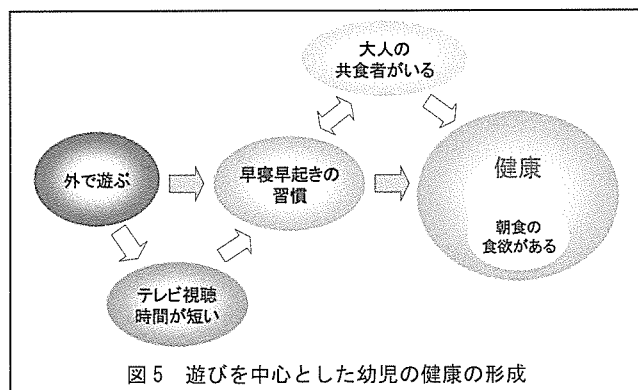 大人の
共食者がいる
外で遊ぶ
早寝早起きの
習慣
健康
朝食の
食欲がある
テレビ視聴
時間が短い
図5 遊びを中心とした幼児の健康の形成